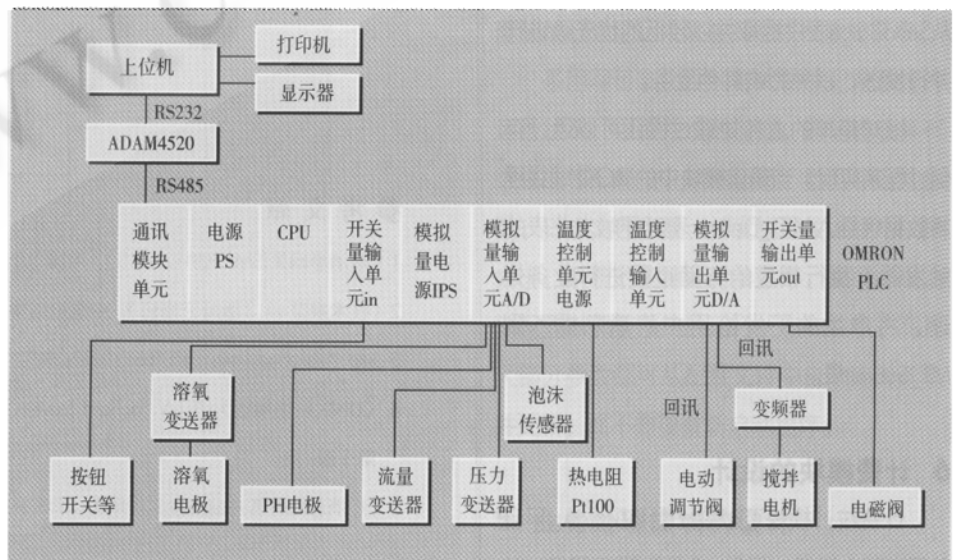 打印机
上位机
显示器
RS232
ADAM4520
RS485
通讯
模块
单元
电源
PS
CPU
开关
量输
入单
元in
模拟
量电
源IPS
模拟
量输
入单
元A/D
温度
控制
单元
电源
温度
控制
输入
单元
模拟
量输
出单
元D/A
开关量
输出单
元out
OMRON
PLC
回讯
溶氧
变送器
泡沫
传感器
回讯
变频器
按钮
开关等
溶氧
电极
PH电极
流量
变送器
压力
变送器
热电阻
Pt100
电动
调节阀
搅拌
电机
电磁阀